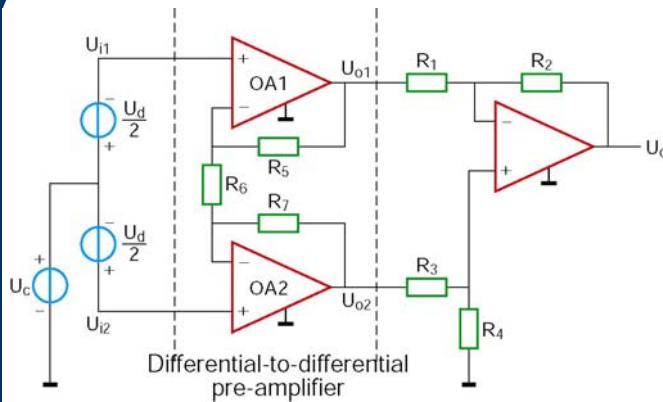 Ui1
+
OA1
−
Uo1
R1
R2
−
Ud
2
+
R5
R6
R7
−
+
Uo
−
Ud
2
+
−
OA2
+
Uo2
R3
R4
+
Uc
−
Ui2
Differential-to-differential
pre-amplifier